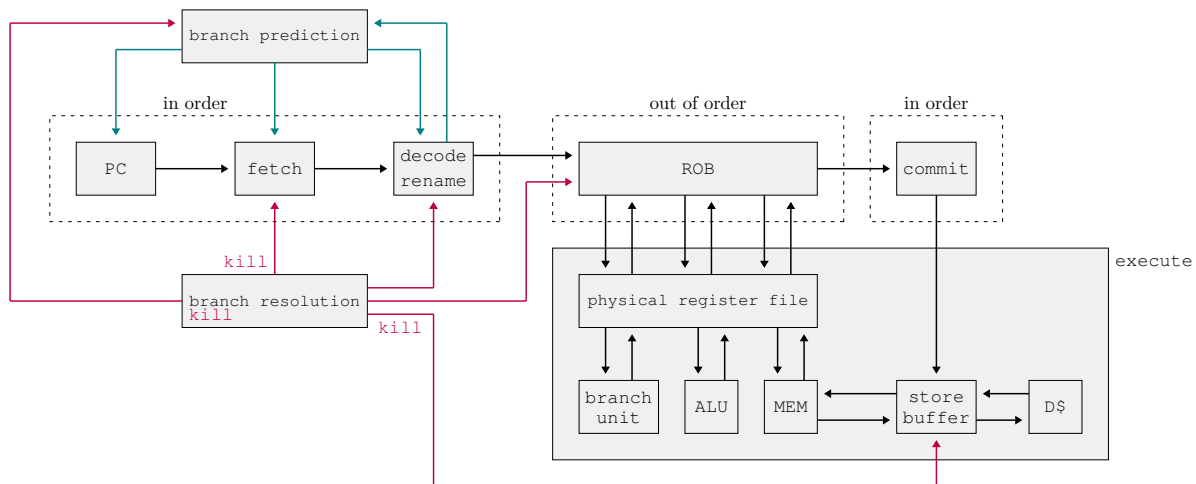 branch prediction
in order
out of order
in order
PC
fetch
decode
rename
ROB
commit
kill
execute
branch resolution
kill
kill
physical register file
branch
unit
ALU
MEM
store
buffer
D$